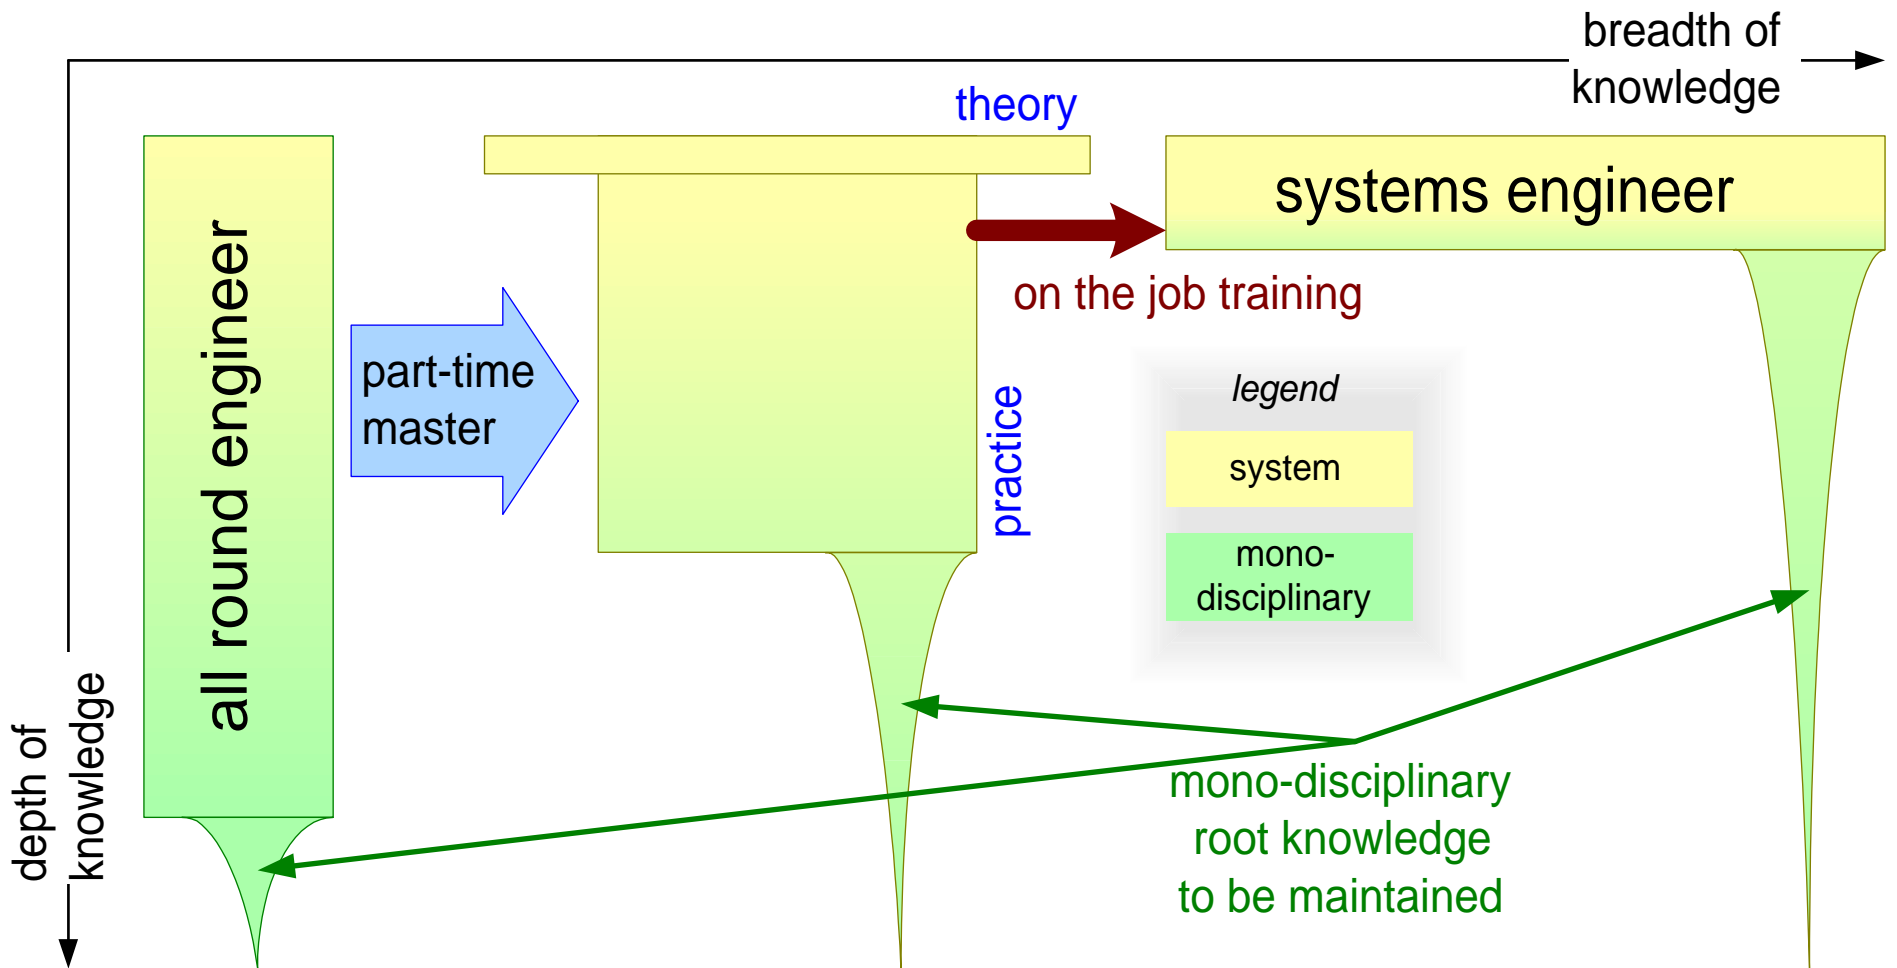 breadth of
knowledge
theory
systems engineer
all round engineer
on the job training
part-time
master
practice
legend
system
mono-
disciplinary
depth of
knowledge
mono-disciplinary
root knowledge
to be maintained